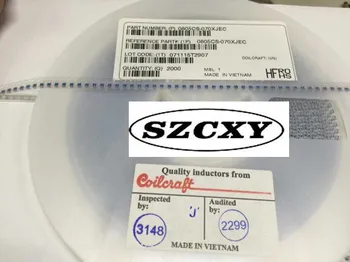 PART NUMBER: (P) 0805CS-070XJEC
REFERENCE PART#: (1P) 0805CS-070XJEC
LOT CODE: (1T) 071115T2907
COILCRAFT (US)
QUANTITY: (Q) 2000
MSL 1
MADE IN VIETNAM
HFRO
SZCXY
Quality inductors from
Coilcraft
Inspected by:
Audited by:
3148
"J"
2299
MADE IN VIETNAM